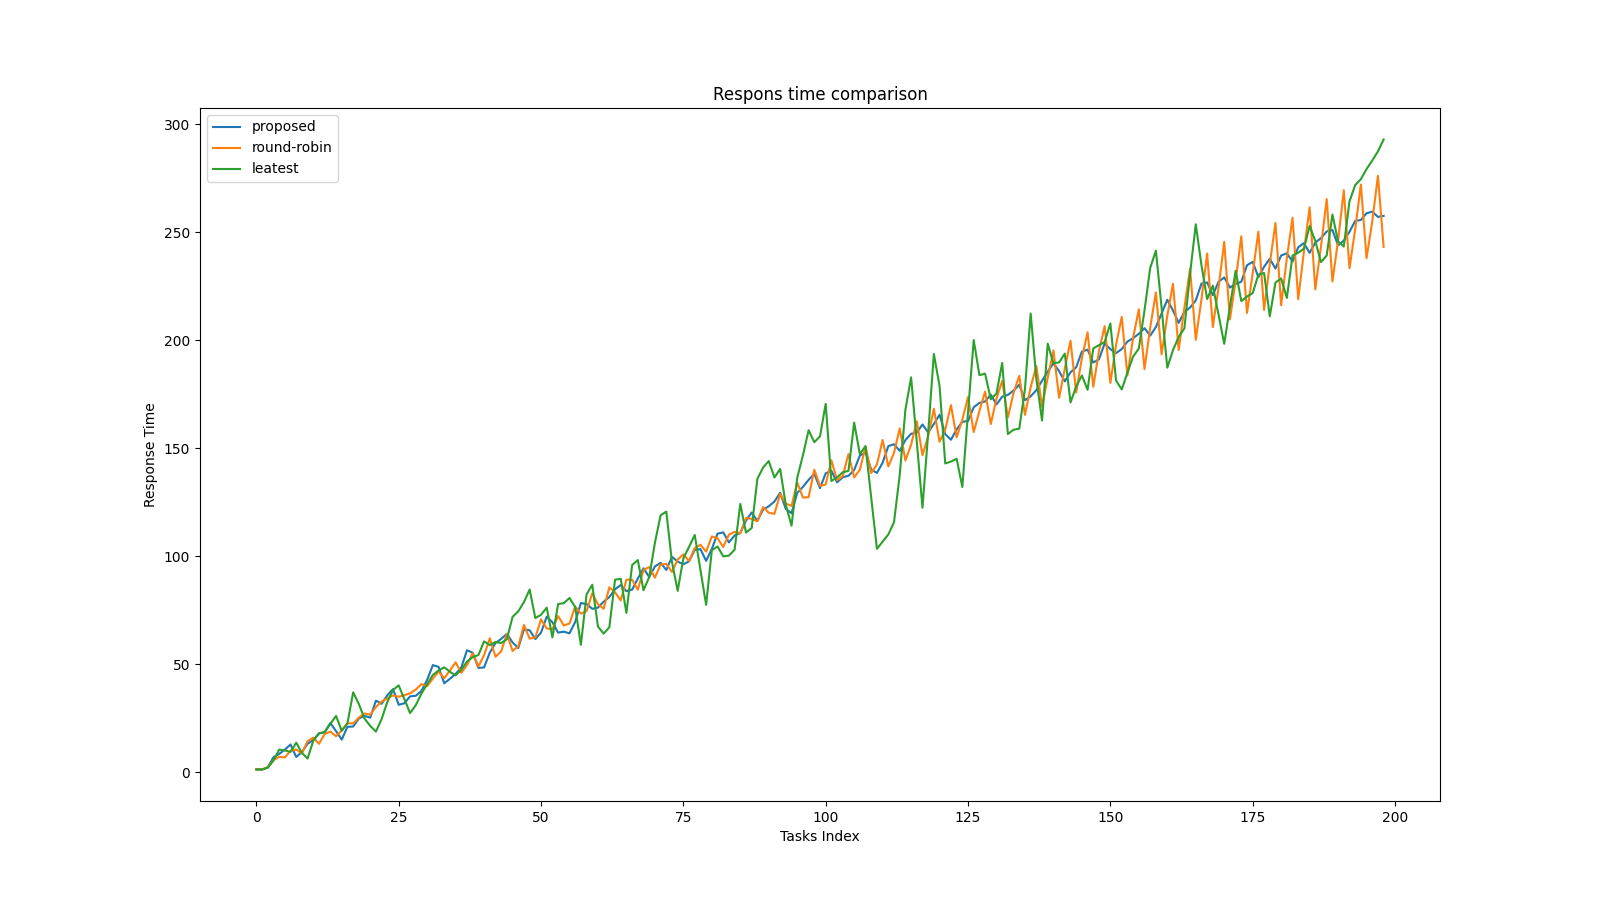 Respons time comparison
proposed
round-robin
leatest
300
250
200
150
100
50
0
Response Time
0 25 50 75 100 125 150 175 200
Tasks Index